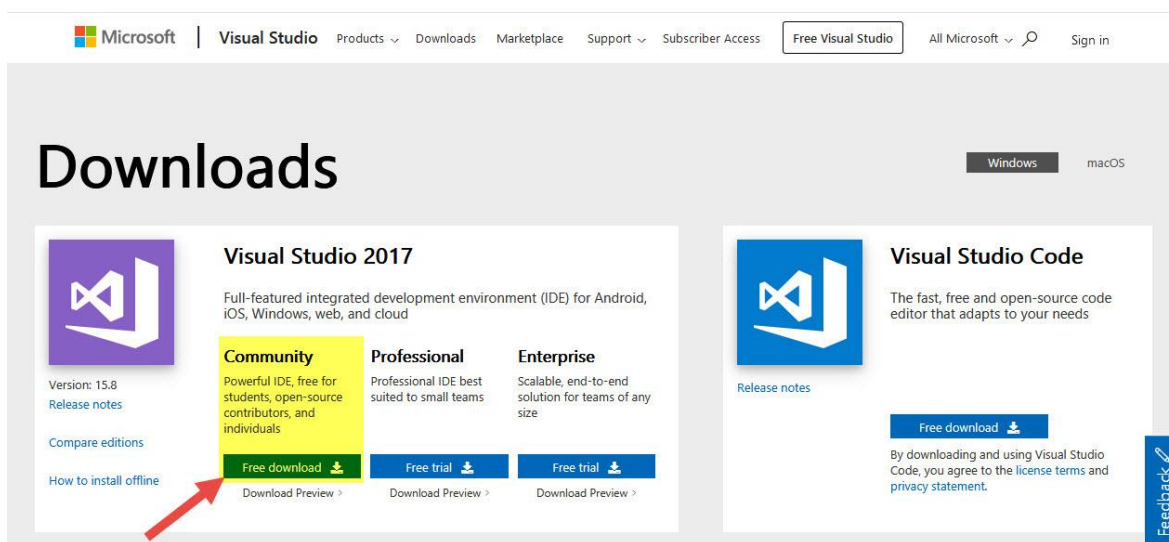 Microsoft | Visual Studio Products Downloads Marketplace Support Subscriber Access Free Visual Studio All Microsoft Sign in
Downloads
Windows macOS
Visual Studio 2017
Full-featured integrated development environment (IDE) for Android,
iOS, Windows, web, and cloud
Community
Powerful IDE, free for
students, open-source
contributors, and
individuals
Free download
Download Preview >
Professional
Professional IDE best
suited to small teams
Free trial
Download Preview >
Enterprise
Scalable, end-to-end
solution for teams of any
size
Free trial
Download Preview >
Version: 15.8
Release notes
Compare editions
How to install offline
Visual Studio Code
The fast, free and open-source code
editor that adapts to your needs
Release notes
Free download
By downloading and using Visual Studio
Code, you agree to the license terms and
privacy statement.
Feedback